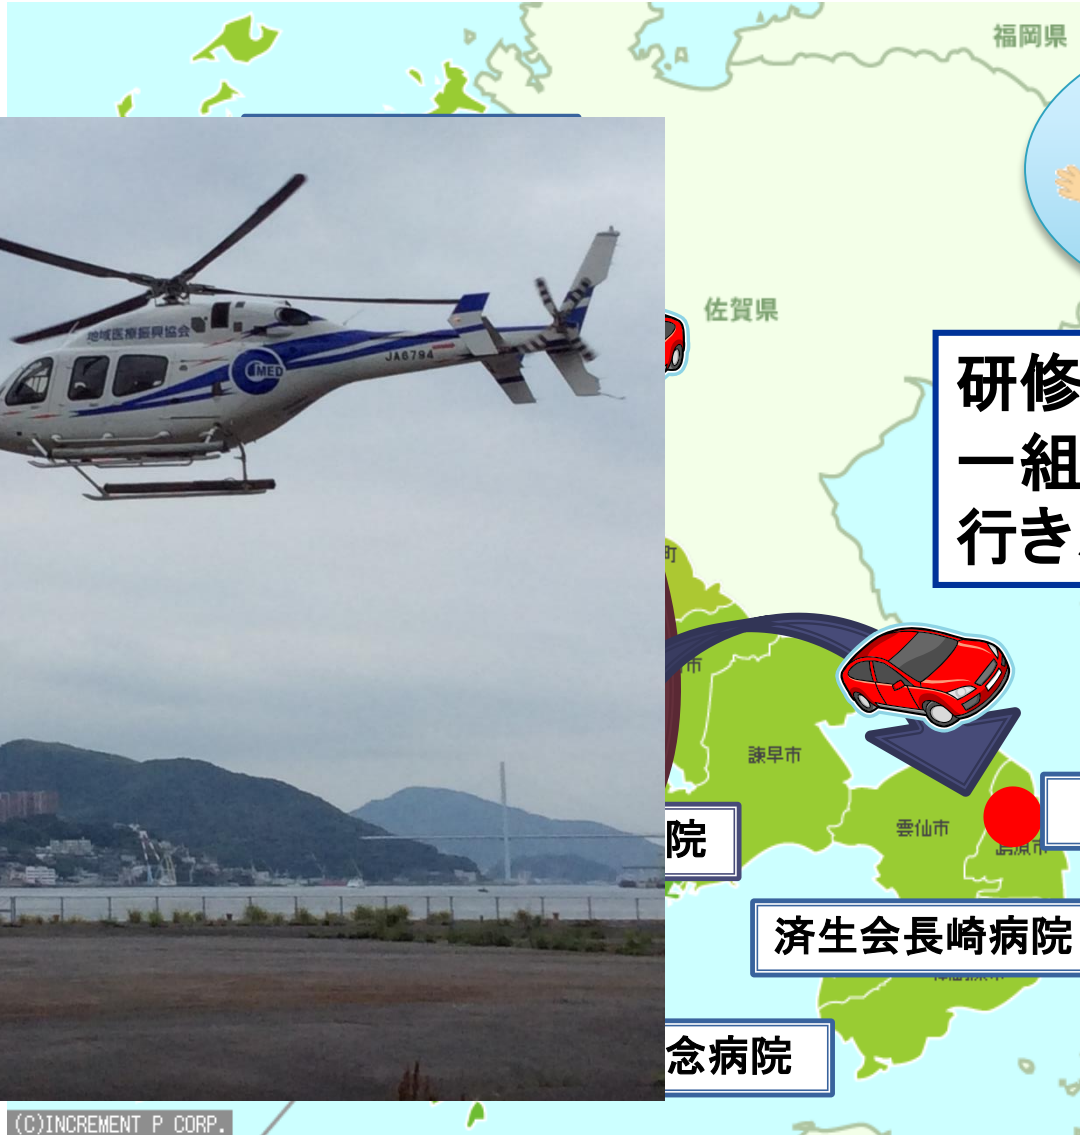 福岡県
地域医療振興協会
佐賀県
JA6794
CMED
研修
一組
行き
町
市
諫早市
雲仙市
島原市
院
済生会長崎病院
念病院
(C)INCREMENT P CORP.